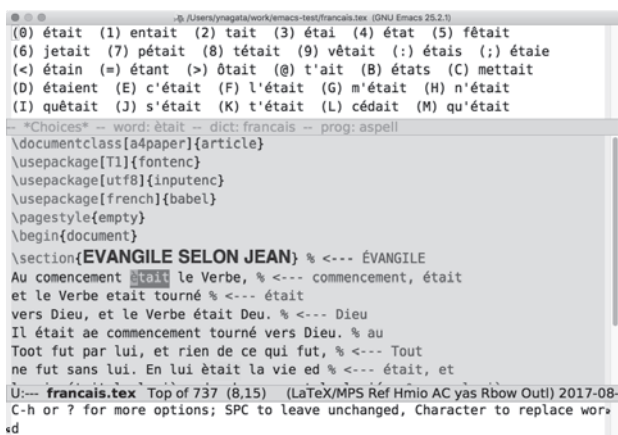 /Users/ynagata/work/emacs-test/francais.tex (GNU Emacs 25.2.1)
(0) était (1) entait (2) tait (3) étai (4) état (5) fêtait
(6) jetait (7) pétait (8) tétait (9) vêtait (:) étais (;) étaie
(<) étain (=) étant (>) ôtait (@) t'ait (B) états (C) mettait
(D) étaient (E) c'était (F) l'était (G) m'était (H) n'était
(I) quêtait (J) s'était (K) t'était (L) cédait (M) qu'était
-- *Choices* -- word: ètait -- dict: francais -- prog: aspell
\documentclass[a4paper]{article}
\usepackage[T1]{fontenc}
\usepackage[utf8]{inputenc}
\usepackage[french]{babel}
\pagestyle{empty}
\begin{document}
\section{EVANGILE SELON JEAN} % <--- ÉVANGILE
Au comencement ètait le Verbe, % <--- commencement, était
et le Verbe etait tourné % <--- était
vers Dieu, et le Verbe était Deu. % <--- Dieu
Il était ae commencement tourné vers Dieu. % au
Toot fut par lui, et rien de ce qui fut, % <--- Tout
ne fut sans lui. En lui ètait la vie ed % <--- était, et
U:--- francais.tex Top of 737 (8,15) (LaTeX/MPS Ref Hmio AC yas Rbow Outl) 2017-08-
C-h or ? for more options; SPC to leave unchanged, Character to replace wor
d